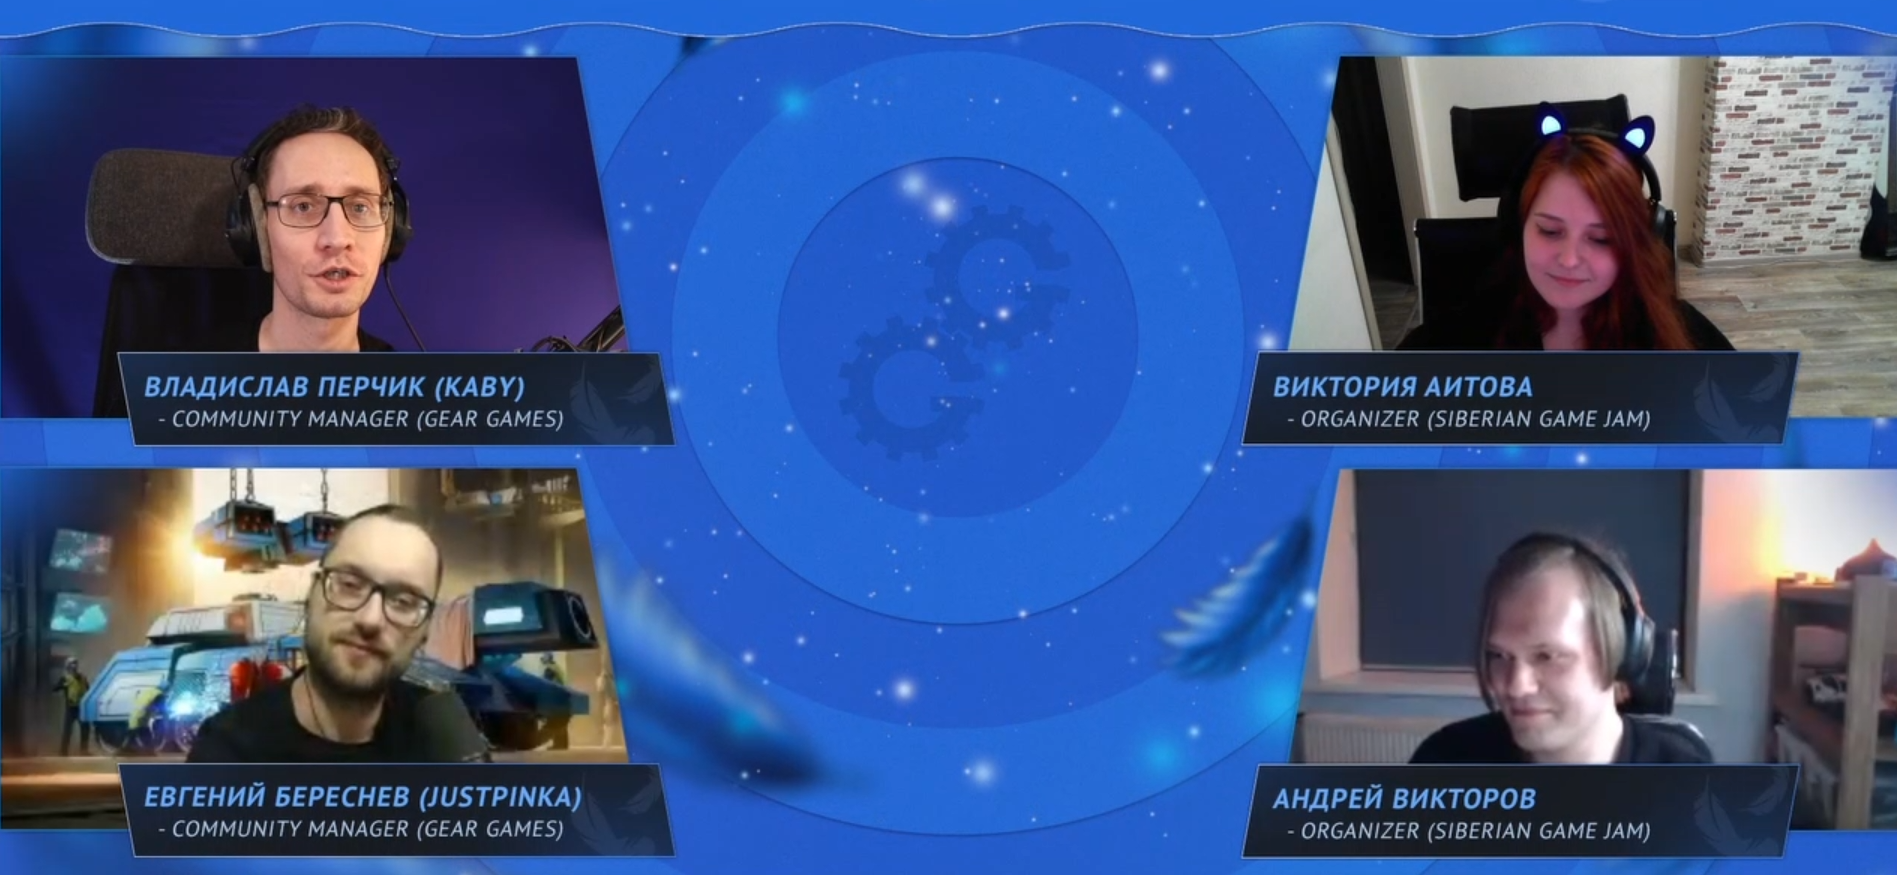 ВЛАДИСЛАВ ПЕРЧИК (KABY)
- COMMUNITY MANAGER (GEAR GAMES)
ВИКТОРИЯ АИТОВА
- ORGANIZER (SIBERIAN GAME JAM)
ЕВГЕНИЙ БЕРЕСНЕВ (JUSTPINKA)
- COMMUNITY MANAGER (GEAR GAMES)
АНДРЕЙ ВИКТОРОВ
- ORGANIZER (SIBERIAN GAME JAM)